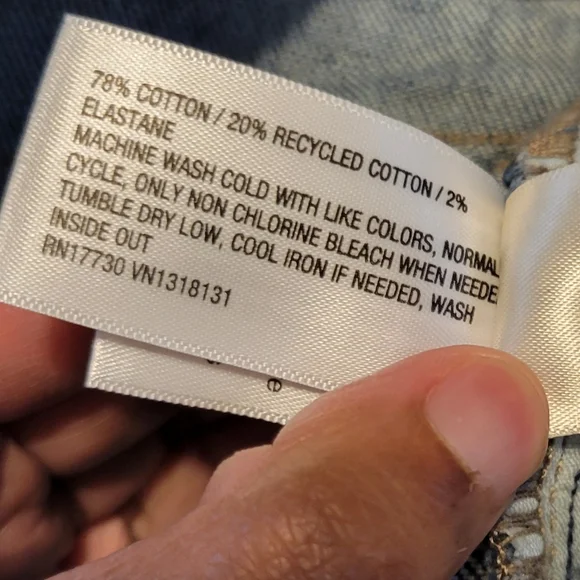 78% COTTON / 20% RECYCLED COTTON / 2%
ELASTANE
MACHINE WASH COLD WITH LIKE COLORS, NORMAL
CYCLE, ONLY NON CHLORINE BLEACH WHEN NEEDE
TUMBLE DRY LOW, COOL IRON IF NEEDED, WASH
INSIDE OUT
RN17730 VN1318131
e